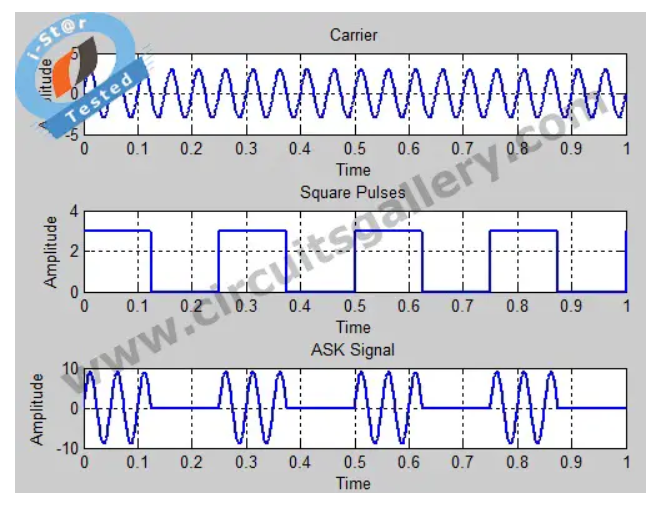 i-St@r
Tested
Carrier
Amplitude
5
0
-5
0 0.1 0.2 0.3 0.4 0.5 0.6 0.7 0.8 0.9 1
Time
Square Pulses
Amplitude
4
2
0
0 0.1 0.2 0.3 0.4 0.5 0.6 0.7 0.8 0.9 1
Time
ASK Signal
Amplitude
10
0
-10
0 0.1 0.2 0.3 0.4 0.5 0.6 0.7 0.8 0.9 1
Time
www.circuitsgallery.com